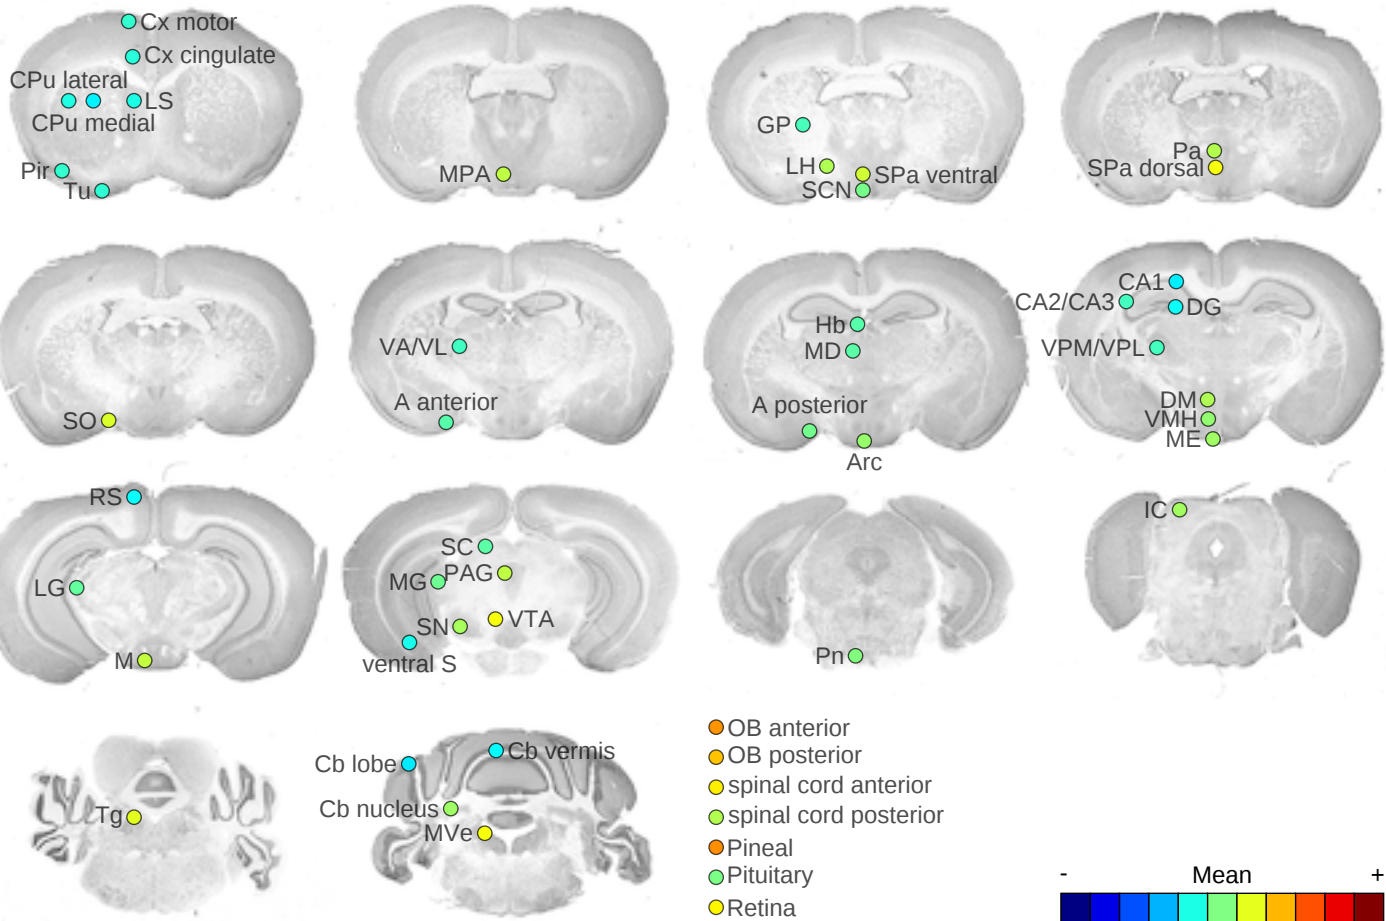 Cx motor
Cx cingulate
CPu lateral
LS
CPu medial
Pir
Tu
MPA
GP
LH
SPa ventral
SCN
Pa
SPa dorsal
SO
VA/VL
A anterior
Hb
MD
A posterior
Arc
CA1
CA2/CA3
DG
VPM/VPL
DM
VMH
ME
RS
LG
M
SC
MG
PAG
SN
VTA
ventral S
Pn
IC
Tg
Cb lobe
Cb vermis
Cb nucleus
MVe
OB anterior
OB posterior
spinal cord anterior
spinal cord posterior
Pineal
Pituitary
Retina
- Mean +